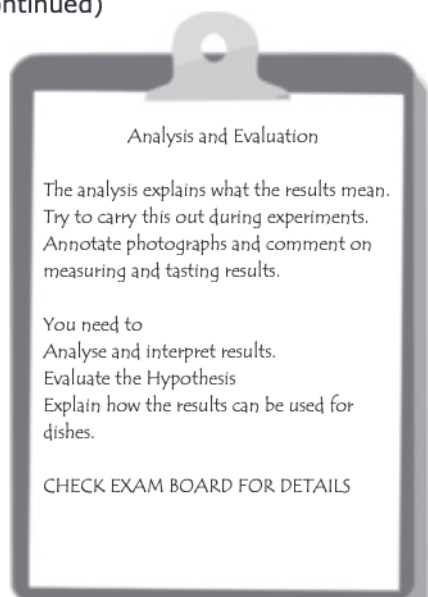 ontinued)
Analysis and Evaluation
The analysis explains what the results mean.
Try to carry this out during experiments.
Annotate photographs and comment on
measuring and tasting results.
You need to
Analyse and interpret results.
Evaluate the Hypothesis
Explain how the results can be used for
dishes.
CHECK EXAM BOARD FOR DETAILS